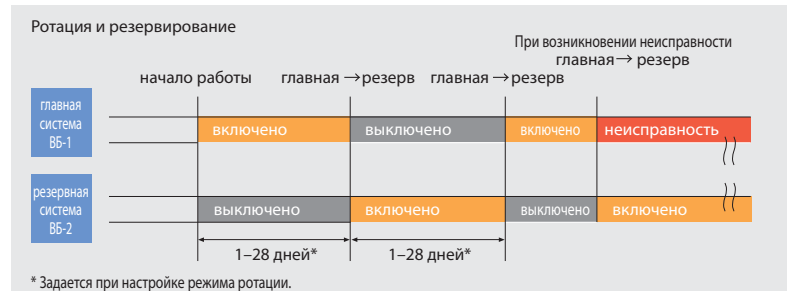 Ротация и резервирование
При возникновении неисправности
главная→ резерв
начало работы
главная →резерв
главная →резерв
главная
система
ВБ-1
включено
выключено
включено
неисправность
резервная
система
ВБ-2
выключено
включено
выключено
включено
1–28 дней*
1–28 дней*
* Задается при настройке режима ротации.